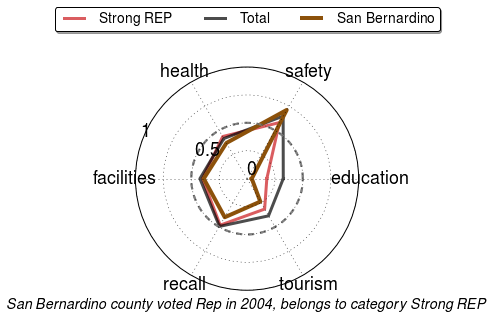 Strong REP Total San Bernardino
health safety
1
0.5
0
facilities education
recall tourism
San Bernardino county voted Rep in 2004, belongs to category Strong REP